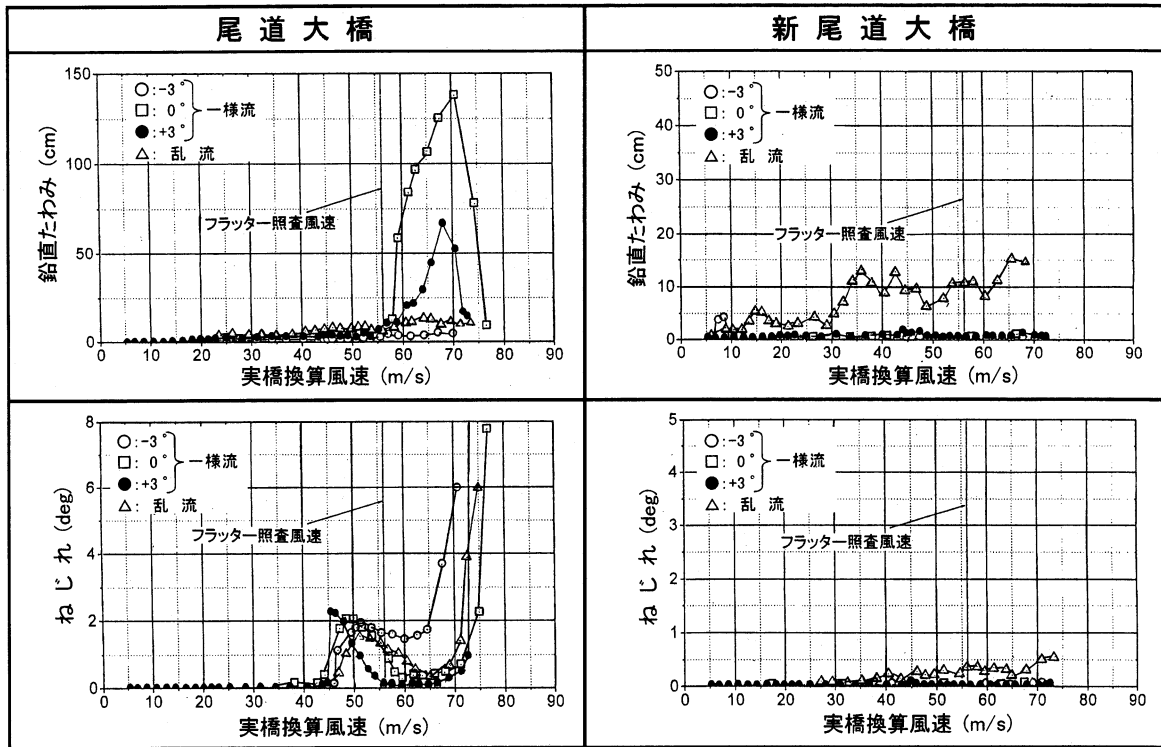 尾道大橋
新尾道大橋
150
100
50
0
鉛直たわみ (cm)
○:-3°
□: 0°
●:+3°
一様流
△: 乱流
フラッター照査風速
0 10 20 30 40 50 60 70 80 90
実橋換算風速 (m/s)
50
45
40
35
30
25
20
15
10
5
0
鉛直たわみ (cm)
○:-3°
□: 0°
●:+3°
一様流
△: 乱流
フラッター照査風速
0 10 20 30 40 50 60 70 80 90
実橋換算風速 (m/s)
8
6
4
2
0
ねじれ (deg)
○:-3°
□: 0°
●:+3°
一様流
△: 乱流
フラッター照査風速
0 10 20 30 40 50 60 70 80 90
実橋換算風速 (m/s)
5
4
3
2
1
0
ねじれ (deg)
○:-3°
□: 0°
●:+3°
一様流
△: 乱流
フラッター照査風速
0 10 20 30 40 50 60 70 80 90
実橋換算風速 (m/s)